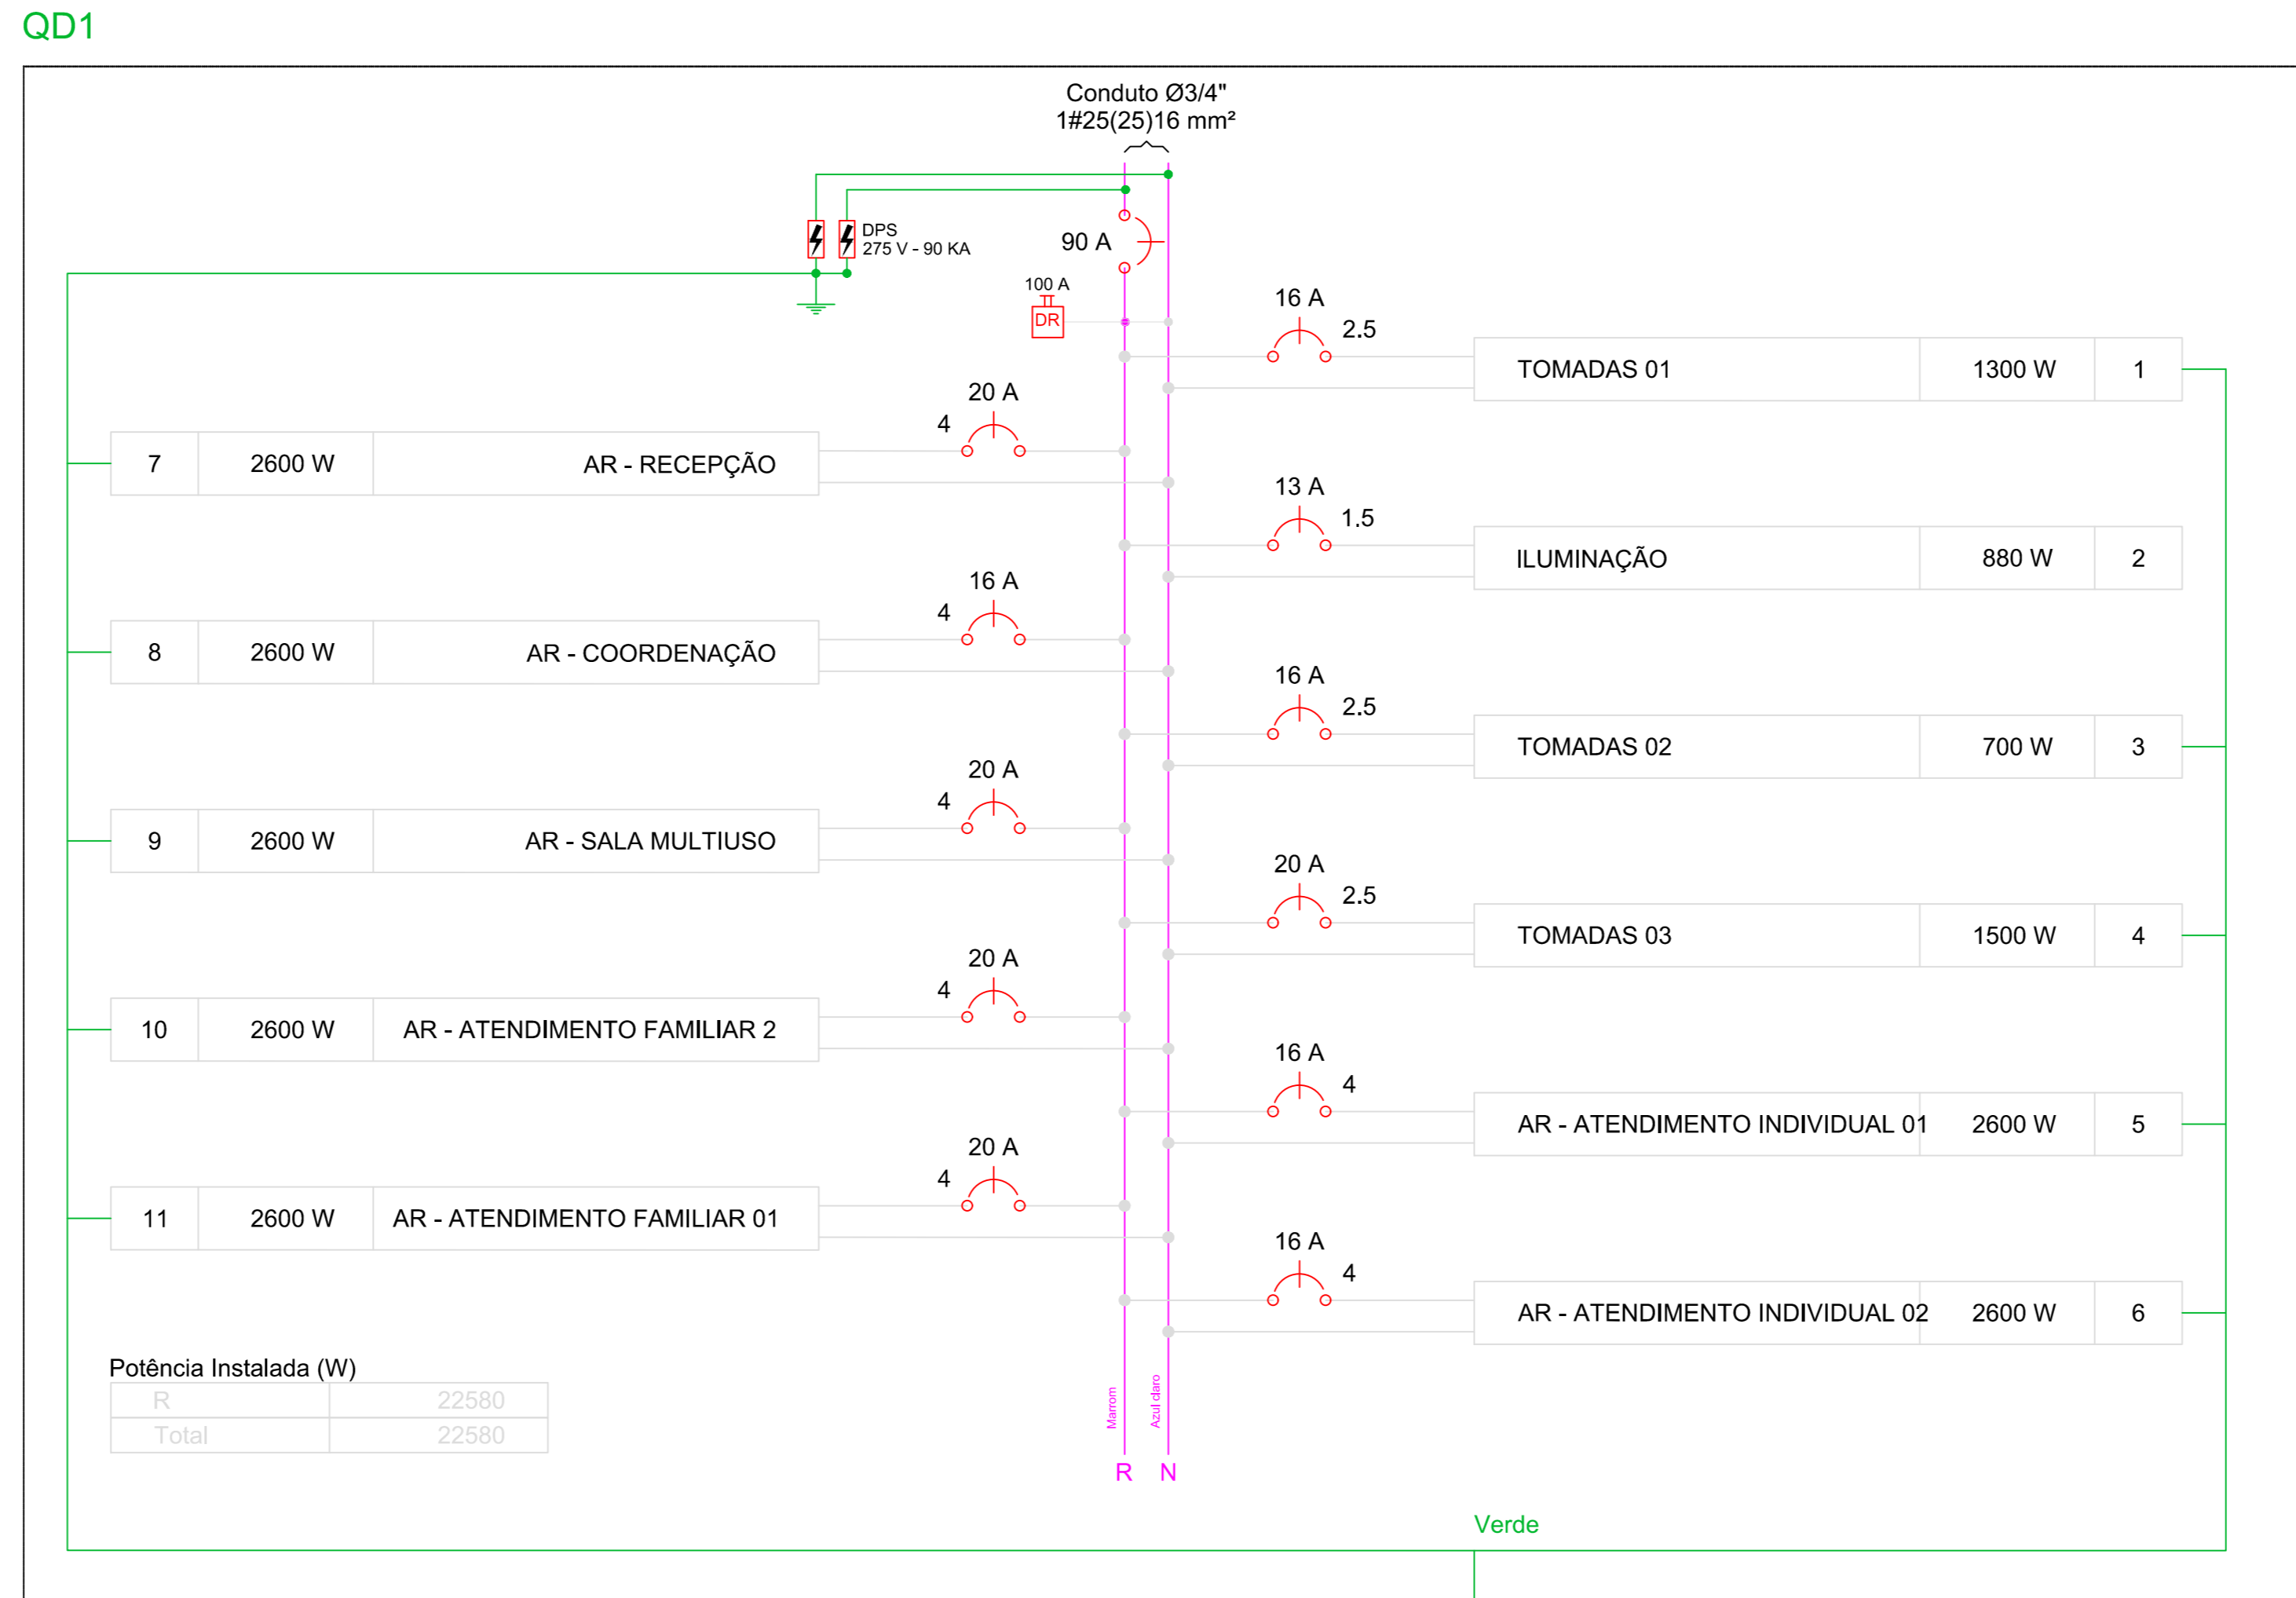 QD1
Conduto Ø3/4"
1#25(25)16 mm²
DPS
275 V - 90 KA
90 A
100 A
DR
16 A
2.5
TOMADAS 01 1300 W 1
20 A
4
7 2600 W AR - RECEPÇÃO
13 A
1.5
ILUMINAÇÃO 880 W 2
16 A
4
8 2600 W AR - COORDENAÇÃO
16 A
2.5
TOMADAS 02 700 W 3
20 A
4
9 2600 W AR - SALA MULTIUSO
20 A
2.5
TOMADAS 03 1500 W 4
20 A
4
10 2600 W AR - ATENDIMENTO FAMILIAR 2
16 A
4
AR - ATENDIMENTO INDIVIDUAL 01 2600 W 5
20 A
4
11 2600 W AR - ATENDIMENTO FAMILIAR 01
16 A
4
AR - ATENDIMENTO INDIVIDUAL 02 2600 W 6
Potência Instalada (W)
R 22580
Total 22580
Marrom
Azul claro
R N
Verde